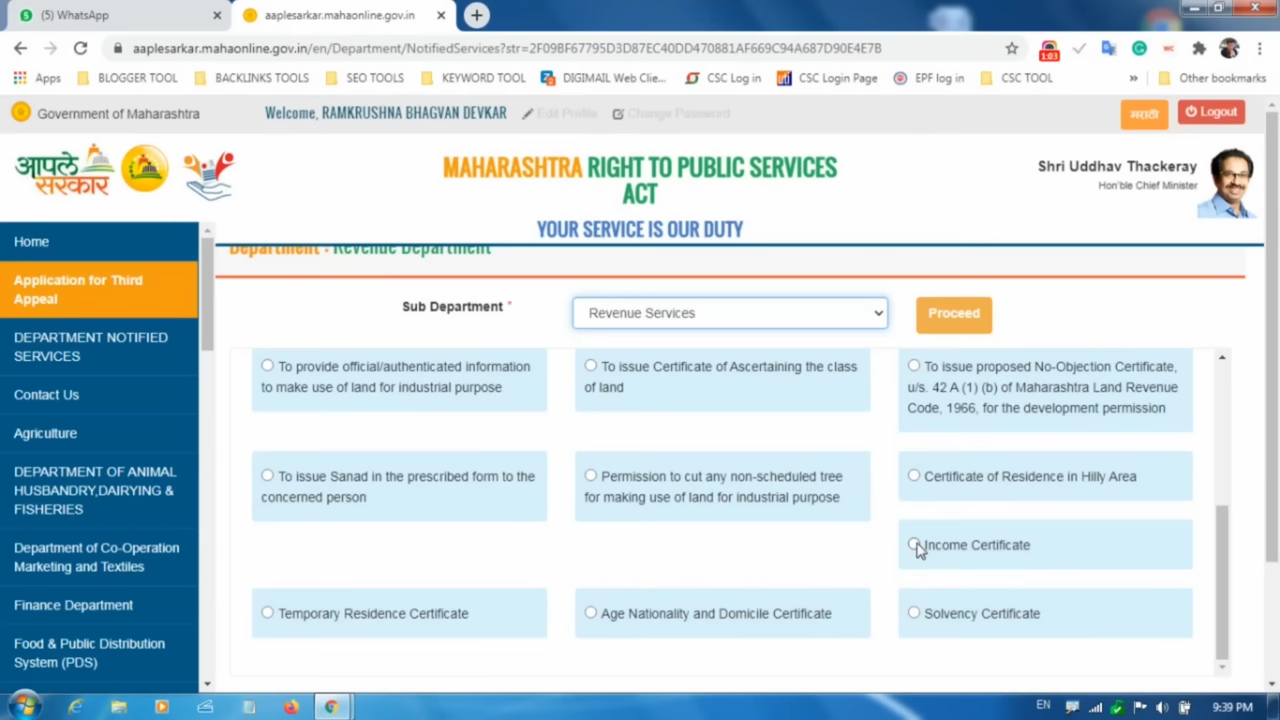 (5) WhatsApp
aaplesarkar.mahaonline.gov.in
aaplesarkar.mahaonline.gov.in/en/Department/NotifiedServices?str=2F09BF67795D3D87EC40DD470881AF669C94A687D90E4E7B
1:03
Apps BLOGGER TOOL BACKLINKS TOOLS SEO TOOLS KEYWORD TOOL DIGIMAIL Web Clie... CSC Log in CSC Login Page EPF log in CSC TOOL » Other bookmarks
Government of Maharashtra
Welcome, RAMKRUSHNA BHAGVAN DEVKAR
Edit Profile
Change Password
मराठी
Logout
आपले
सरकार
MAHARASHTRA RIGHT TO PUBLIC SERVICES
ACT
YOUR SERVICE IS OUR DUTY
Shri Uddhav Thackeray
Hon'ble Chief Minister
Home
Application for Third
Appeal
DEPARTMENT NOTIFIED
SERVICES
Contact Us
Agriculture
DEPARTMENT OF ANIMAL
HUSBANDRY,DAIRYING &
FISHERIES
Department of Co-Operation
Marketing and Textiles
Finance Department
Food & Public Distribution
System (PDS)
Department : Revenue Department
Sub Department *
Revenue Services
Proceed
To provide official/authenticated information
to make use of land for industrial purpose
To issue Certificate of Ascertaining the class
of land
To issue proposed No-Objection Certificate,
u/s. 42 A (1) (b) of Maharashtra Land Revenue
Code, 1966, for the development permission
To issue Sanad in the prescribed form to the
concerned person
Permission to cut any non-scheduled tree
for making use of land for industrial purpose
Certificate of Residence in Hilly Area
Income Certificate
Temporary Residence Certificate
Age Nationality and Domicile Certificate
Solvency Certificate
EN
9:39 PM